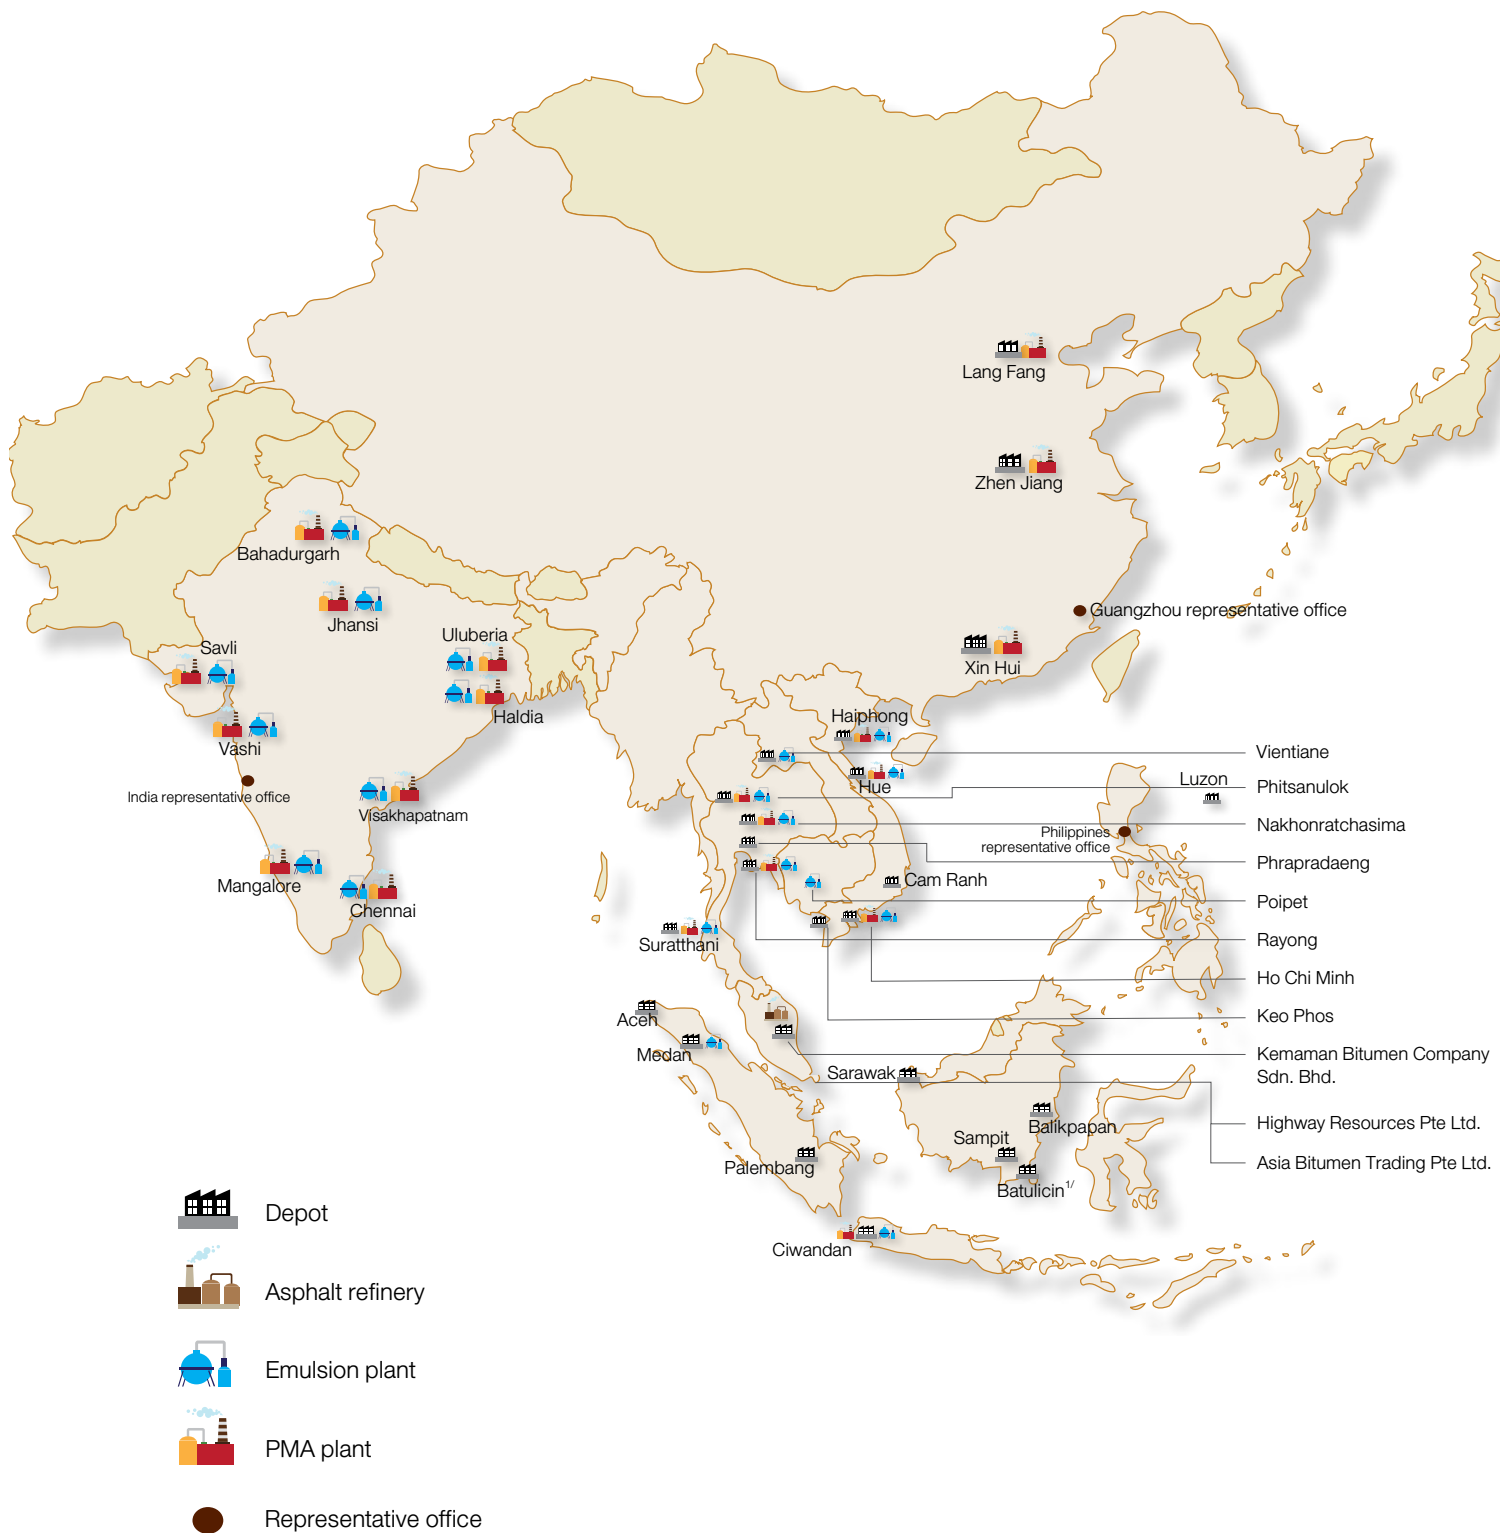 Lang Fang
Zhen Jiang
Bahadurgarh
Guangzhou representative office
Jhansi
Uluberia
Savli
Xin Hui
Haldia
Haiphong
Vashi
Vientiane
Hue
Luzon
Phitsanulok
India representative office
Visakhapatnam
Nakhonratchasima
Philippines
representative office
Phrapradaeng
Mangalore
Cam Ranh
Chennai
Poipet
Suratthani
Rayong
Ho Chi Minh
Aceh
Keo Phos
Medan
Kemaman Bitumen Company
Sdn. Bhd.
Sarawak
Balikpapan
Highway Resources Pte Ltd.
Sampit
Palembang
Asia Bitumen Trading Pte Ltd.
Batulicin1/
Ciwandan
Depot
Asphalt refinery
Emulsion plant
PMA plant
Representative office